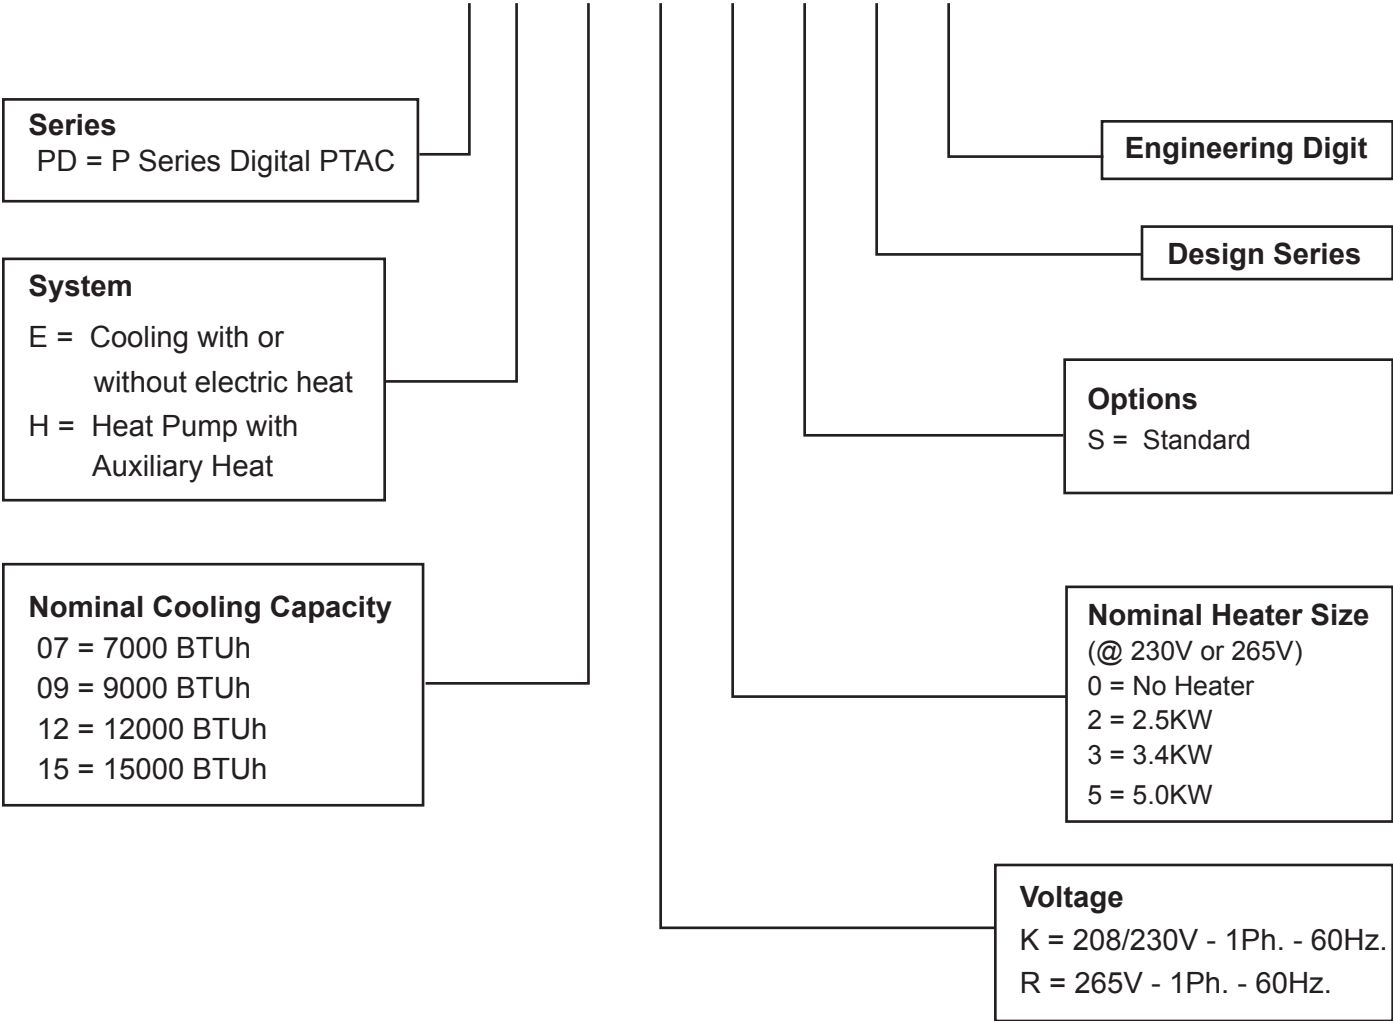 Series
PD = P Series Digital PTAC
System
E = Cooling with or
without electric heat
H = Heat Pump with
Auxiliary Heat
Nominal Cooling Capacity
07 = 7000 BTUh
09 = 9000 BTUh
12 = 12000 BTUh
15 = 15000 BTUh
Engineering Digit
Design Series
Options
S = Standard
Nominal Heater Size
(@ 230V or 265V)
0 = No Heater
2 = 2.5KW
3 = 3.4KW
5 = 5.0KW
Voltage
K = 208/230V - 1Ph. - 60Hz.
R = 265V - 1Ph. - 60Hz.